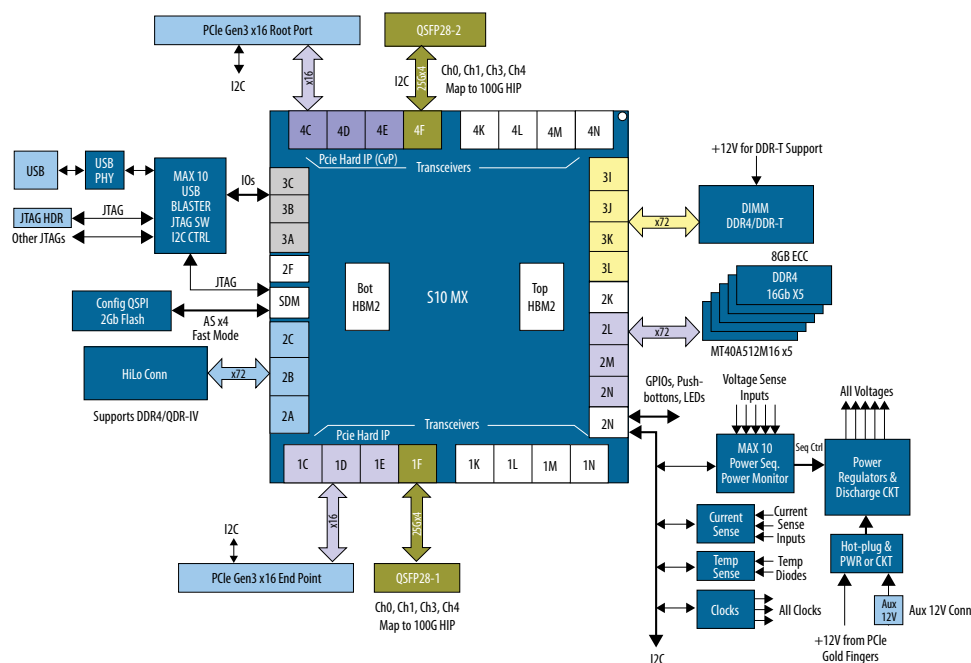 PCIe Gen3 x16 Root Port
QSFP28-2
I2C
x16
I2C
25Gx4
Ch0, Ch1, Ch3, Ch4
Map to 100G HIP
4C
4D
4E
4F
4K
4L
4M
4N
Pcie Hard IP (CvP)
Transceivers
+12V for DDR-T Support
USB
USB
PHY
MAX 10
USB
BLASTER
JTAG SW
I2C CTRL
IOs
JTAG HDR
JTAG
Other JTAGs
JTAG
3C
3B
3A
2F
SDM
2C
2B
2A
Config QSPI
2Gb Flash
AS x4
Fast Mode
HiLo Conn
x72
Supports DDR4/QDR-IV
Bot
HBM2
S10 MX
Top
HBM2
3I
3J
3K
3L
2K
2L
2M
2N
2N
x72
DIMM
DDR4/DDR-T
8GB ECC
DDR4
16Gb X5
x72
MT40A512M16 x5
GPIOs, Push-
bottons, LEDs
Voltage Sense
Inputs
All Voltages
Transceivers
Pcie Hard IP
1C
1D
1E
1F
1K
1L
1M
1N
MAX 10
Power Seq.
Power Monitor
Seq Ctrl
Power
Regulators &
Discharge CKT
x16
25Gx4
Current
Sense
Current
Sense
Inputs
Hot-plug &
PWR or CKT
I2C
Temp
Sense
Temp
Diodes
PCIe Gen3 x16 End Point
QSFP28-1
Ch0, Ch1, Ch3, Ch4
Map to 100G HIP
Clocks
All Clocks
Aux
12V
Aux 12V Conn
+12V from PCIe
Gold Fingers
I2C